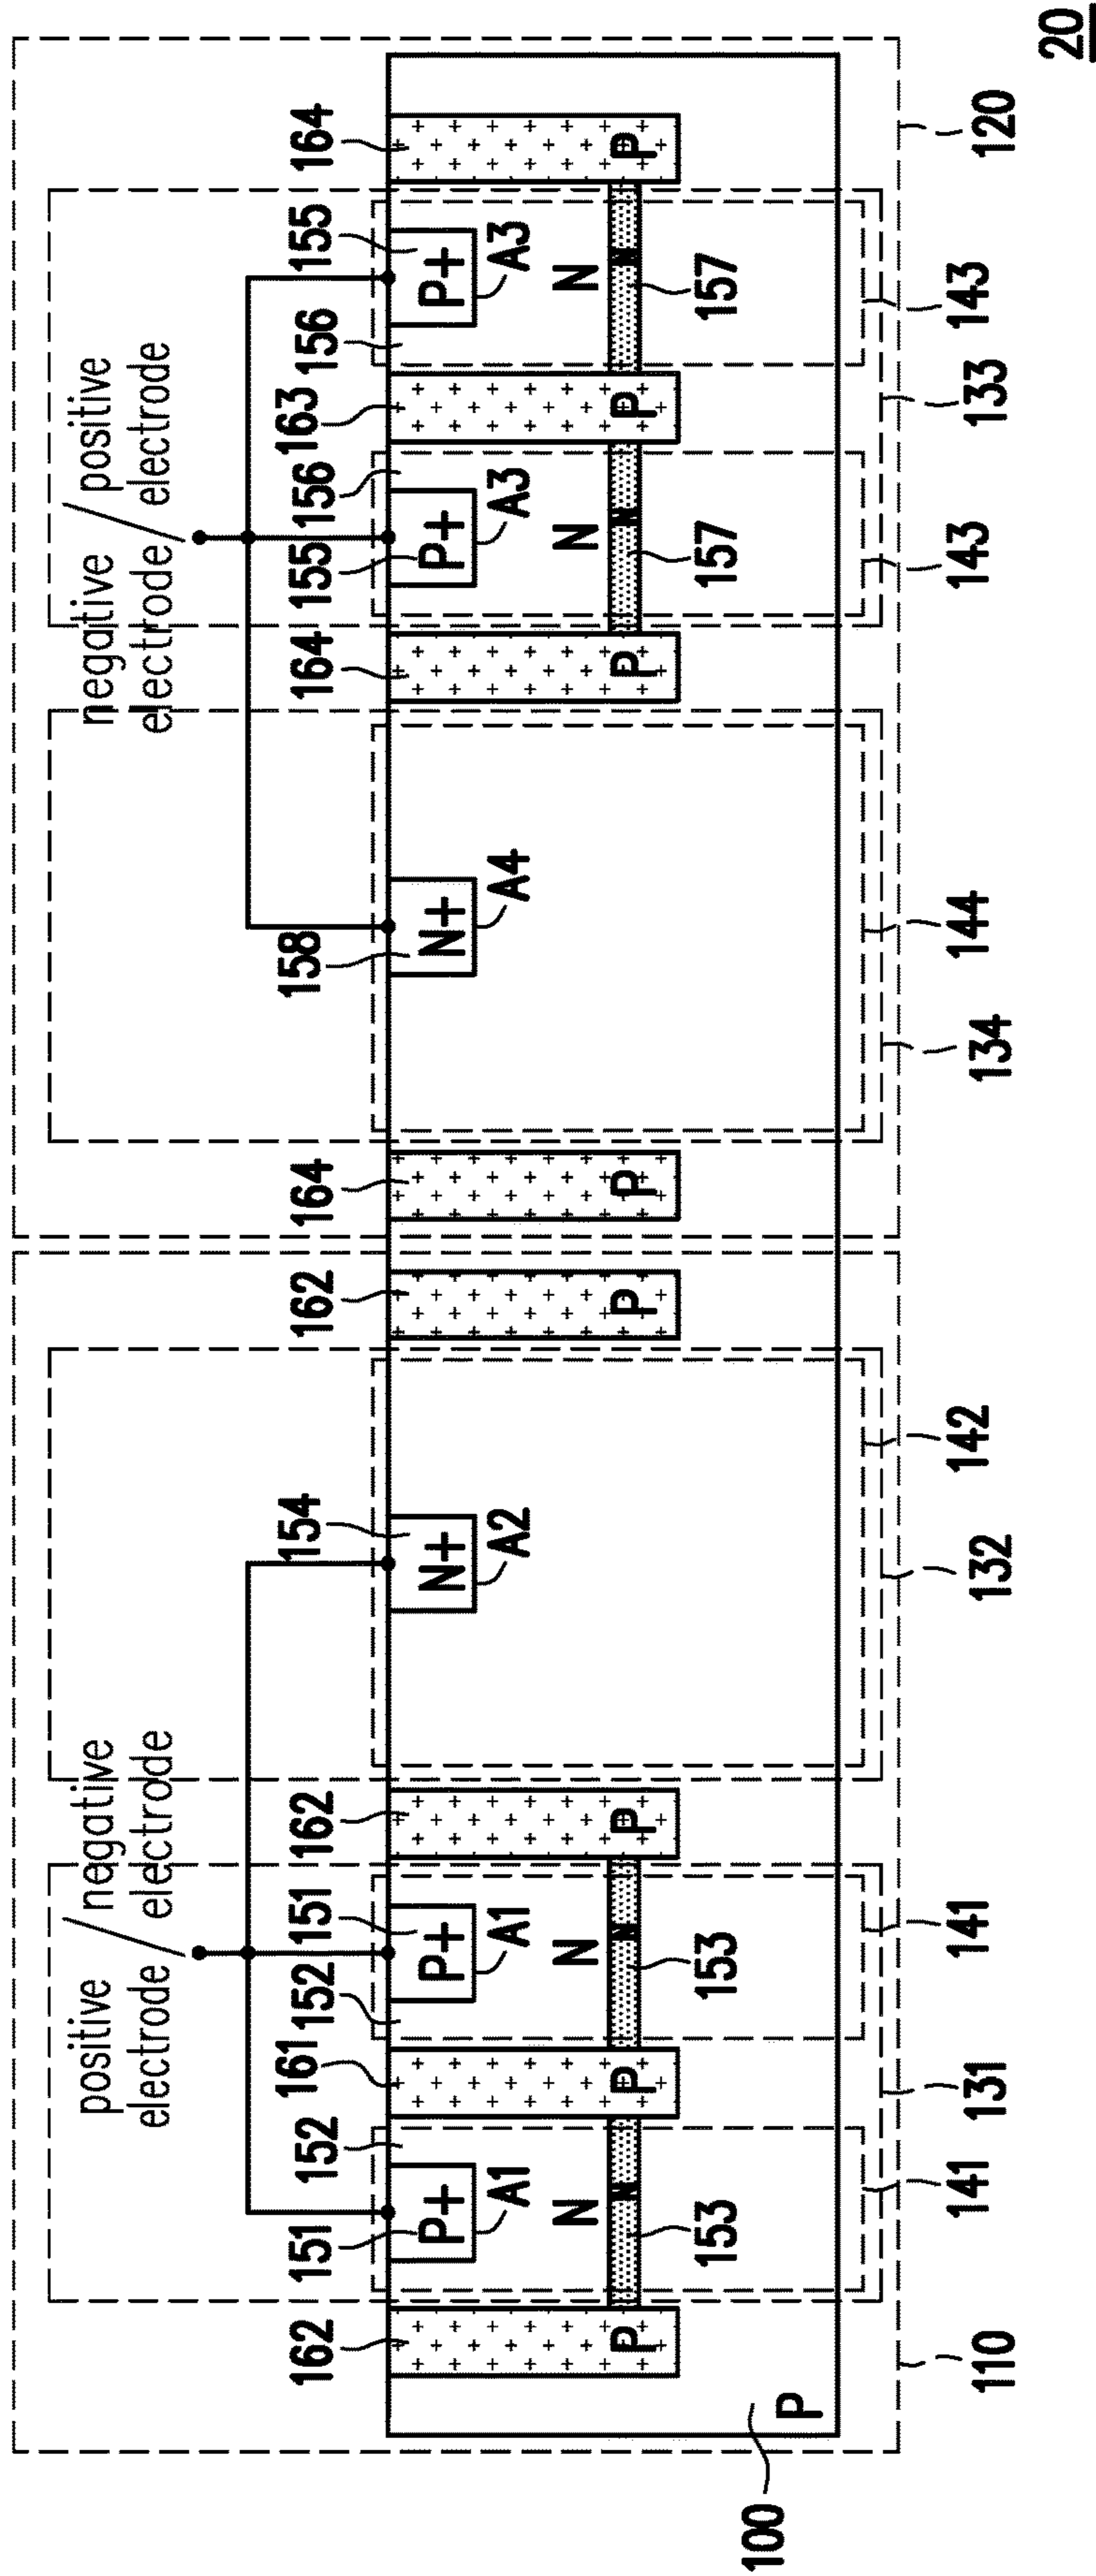 positive
electrode
negative
electrode
negative
electrode
positive
electrode
162
151
152
161
152
151
162
154
162
164
158
164
155
156
163
156
155
164
P+
P+
N+
N+
P+
P+
A1
A1
A2
A4
A3
A3
N
N
N
N
P
N
P
N
P
P
P
P
N
P
N
P
153
153
157
157
100
P
110
141
131
141
132
142
134
144
143
133
143
120
20